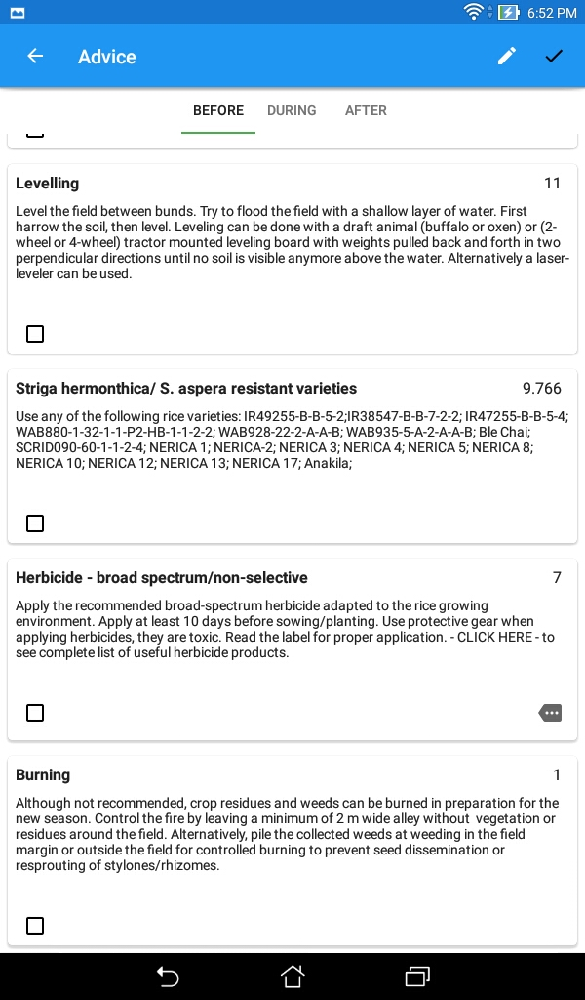 6:52 PM
Advice
BEFORE DURING AFTER
Levelling 11
Level the field between bunds. Try to flood the field with a shallow layer of water. First
harrow the soil, then level. Leveling can be done with a draft animal (buffalo or oxen) or (2-
wheel or 4-wheel) tractor mounted leveling board with weights pulled back and forth in two
perpendicular directions until no soil is visible anymore above the water. Alternatively a laser-
leveler can be used.
Striga hermonthica/ S. aspera resistant varieties 9.766
Use any of the following rice varieties: IR49255-B-B-5-2;IR38547-B-B-7-2-2; IR47255-B-B-5-4;
WAB880-1-32-1-1-P2-HB-1-1-2-2; WAB928-22-2-A-A-B; WAB935-5-A-2-A-A-B; Ble Chai;
SCRID090-60-1-1-2-4; NERICA 1; NERICA-2; NERICA 3; NERICA 4; NERICA 5; NERICA 8;
NERICA 10; NERICA 12; NERICA 13; NERICA 17; Anakila;
Herbicide - broad spectrum/non-selective 7
Apply the recommended broad-spectrum herbicide adapted to the rice growing
environment. Apply at least 10 days before sowing/planting. Use protective gear when
applying herbicides, they are toxic. Read the label for proper application. - CLICK HERE - to
see complete list of useful herbicide products.
Burning 1
Although not recommended, crop residues and weeds can be burned in preparation for the
new season. Control the fire by leaving a minimum of 2 m wide alley without  vegetation or
residues around the field. Alternatively, pile the collected weeds at weeding in the field
margin or outside the field for controlled burning to prevent seed dissemination or
resprouting of stylones/rhizomes.